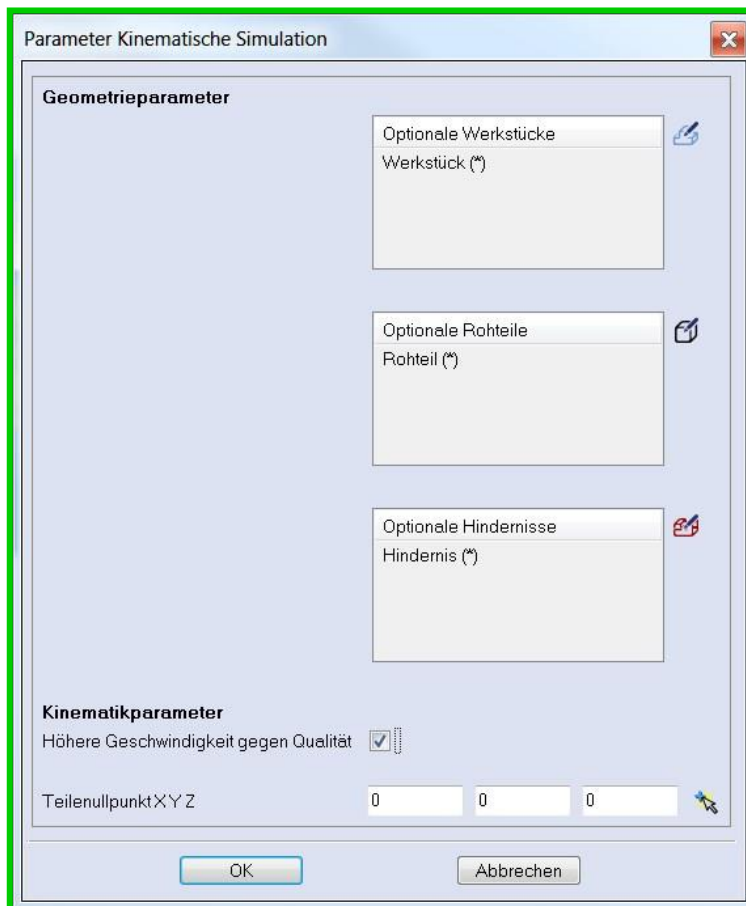 Parameter Kinematische Simulation
Geometrieparameter
Optionale Werkstücke
Werkstück (*)
Optionale Rohteile
Rohteil (*)
Optionale Hindernisse
Hindernis (*)
Kinematikparameter
Höhere Geschwindigkeit gegen Qualität
Teilenullpunkt X Y Z 0 0 0
OK Abbrechen